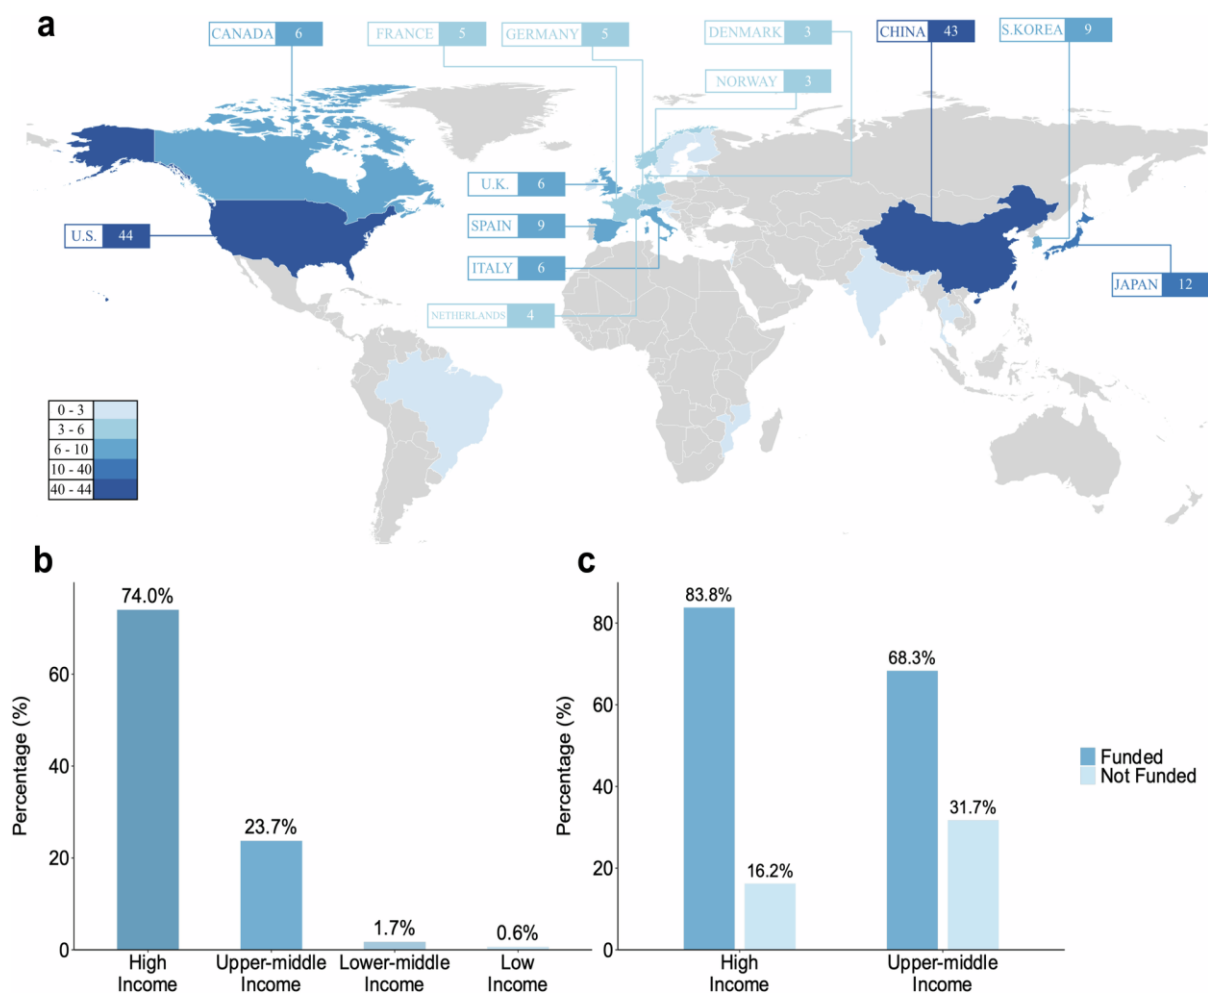 a
CANADA 6
FRANCE 5
GERMANY 5
DENMARK 3
CHINA 43
S.KOREA 9
NORWAY 3
U.K. 6
SPAIN 9
U.S. 44
ITALY 6
JAPAN 12
NETHERLANDS 4
0 - 3
3 - 6
6 - 10
10 - 40
40 - 44
b
Percentage (%)
60
40
20
0
74.0%
23.7%
1.7%
0.6%
High
Income
Upper-middle
Income
Lower-middle
Income
Low
Income
c
Percentage (%)
80
60
40
20
0
83.8%
16.2%
68.3%
31.7%
High
Income
Upper-middle
Income
Funded
Not Funded